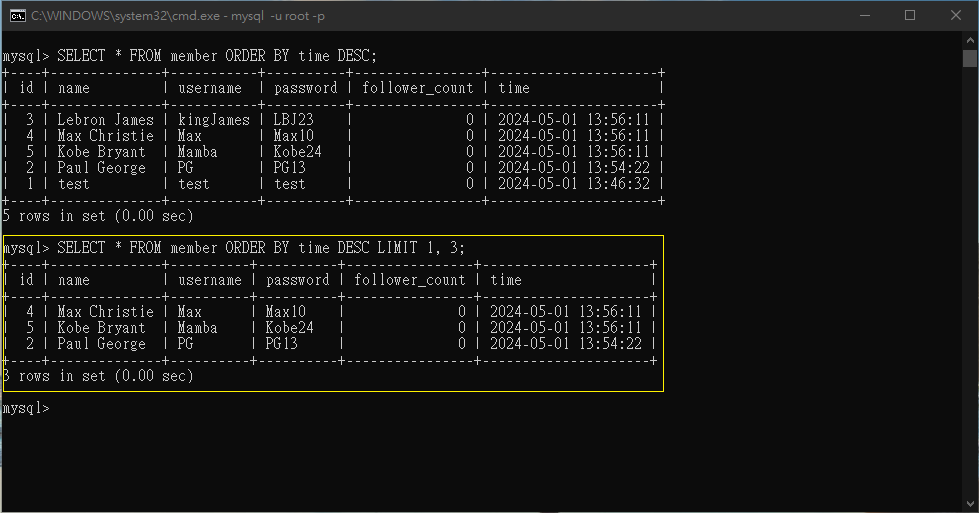 C:\WINDOWS\system32\cmd.exe - mysql  -u root -p
mysql> SELECT * FROM member ORDER BY time DESC;
+----+--------------+-----------+----------+----------------+---------------------+
| id | name         | username  | password | follower_count | time                |
+----+--------------+-----------+----------+----------------+---------------------+
|  3 | Lebron James | kingJames | LBJ23    |              0 | 2024-05-01 13:56:11 |
|  4 | Max Christie | Max       | Max10    |              0 | 2024-05-01 13:56:11 |
|  5 | Kobe Bryant  | Mamba     | Kobe24   |              0 | 2024-05-01 13:56:11 |
|  2 | Paul George  | PG        | PG13     |              0 | 2024-05-01 13:54:22 |
|  1 | test         | test      | test     |              0 | 2024-05-01 13:46:32 |
+----+--------------+-----------+----------+----------------+---------------------+
5 rows in set (0.00 sec)
mysql> SELECT * FROM member ORDER BY time DESC LIMIT 1, 3;
+----+--------------+----------+----------+----------------+---------------------+
| id | name         | username | password | follower_count | time                |
+----+--------------+----------+----------+----------------+---------------------+
|  4 | Max Christie | Max      | Max10    |              0 | 2024-05-01 13:56:11 |
|  5 | Kobe Bryant  | Mamba    | Kobe24   |              0 | 2024-05-01 13:56:11 |
|  2 | Paul George  | PG       | PG13     |              0 | 2024-05-01 13:54:22 |
+----+--------------+----------+----------+----------------+---------------------+
3 rows in set (0.00 sec)
mysql>